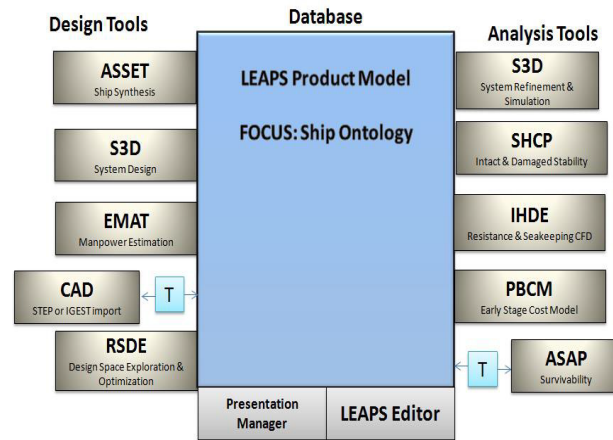 Design Tools
Database
Analysis Tools
ASSET
Ship Synthesis
S3D
System Design
EMAT
Manpower Estimation
CAD
STEP or IGEST import
T
RSDE
Design Space Exploration &
Optimization
LEAPS Product Model
FOCUS: Ship Ontology
Presentation
Manager
LEAPS Editor
S3D
System Refinement &
Simulation
SHCP
Intact & Damaged Stability
IHDE
Resistance & Seakeeping CFD
PBCM
Early Stage Cost Model
T
ASAP
Survivability